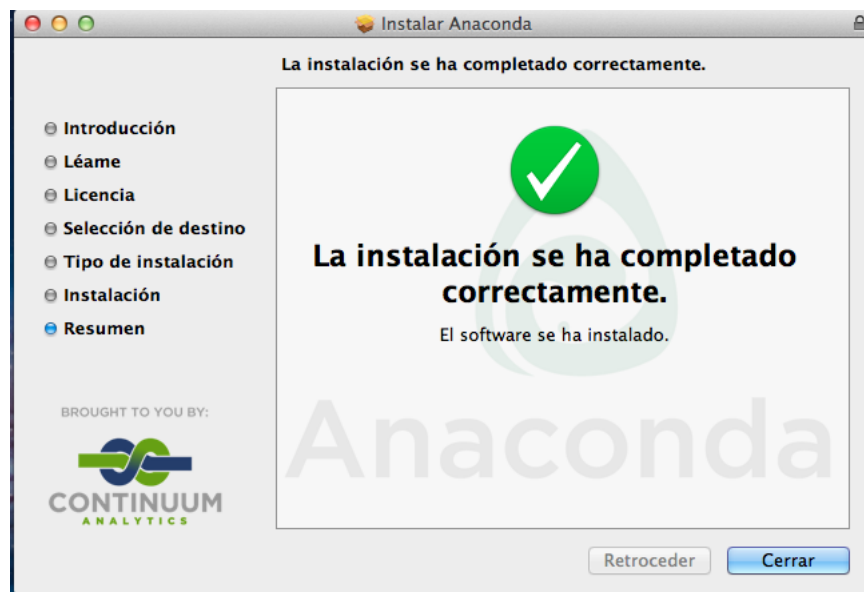 Instalar Anaconda
La instalación se ha completado correctamente.
Introducción
Léame
Licencia
Selección de destino
Tipo de instalación
Instalación
Resumen
La instalación se ha completado
correctamente.
El software se ha instalado.
Anaconda
BROUGHT TO YOU BY:
CONTINUUM
ANALYTICS
Retroceder
Cerrar